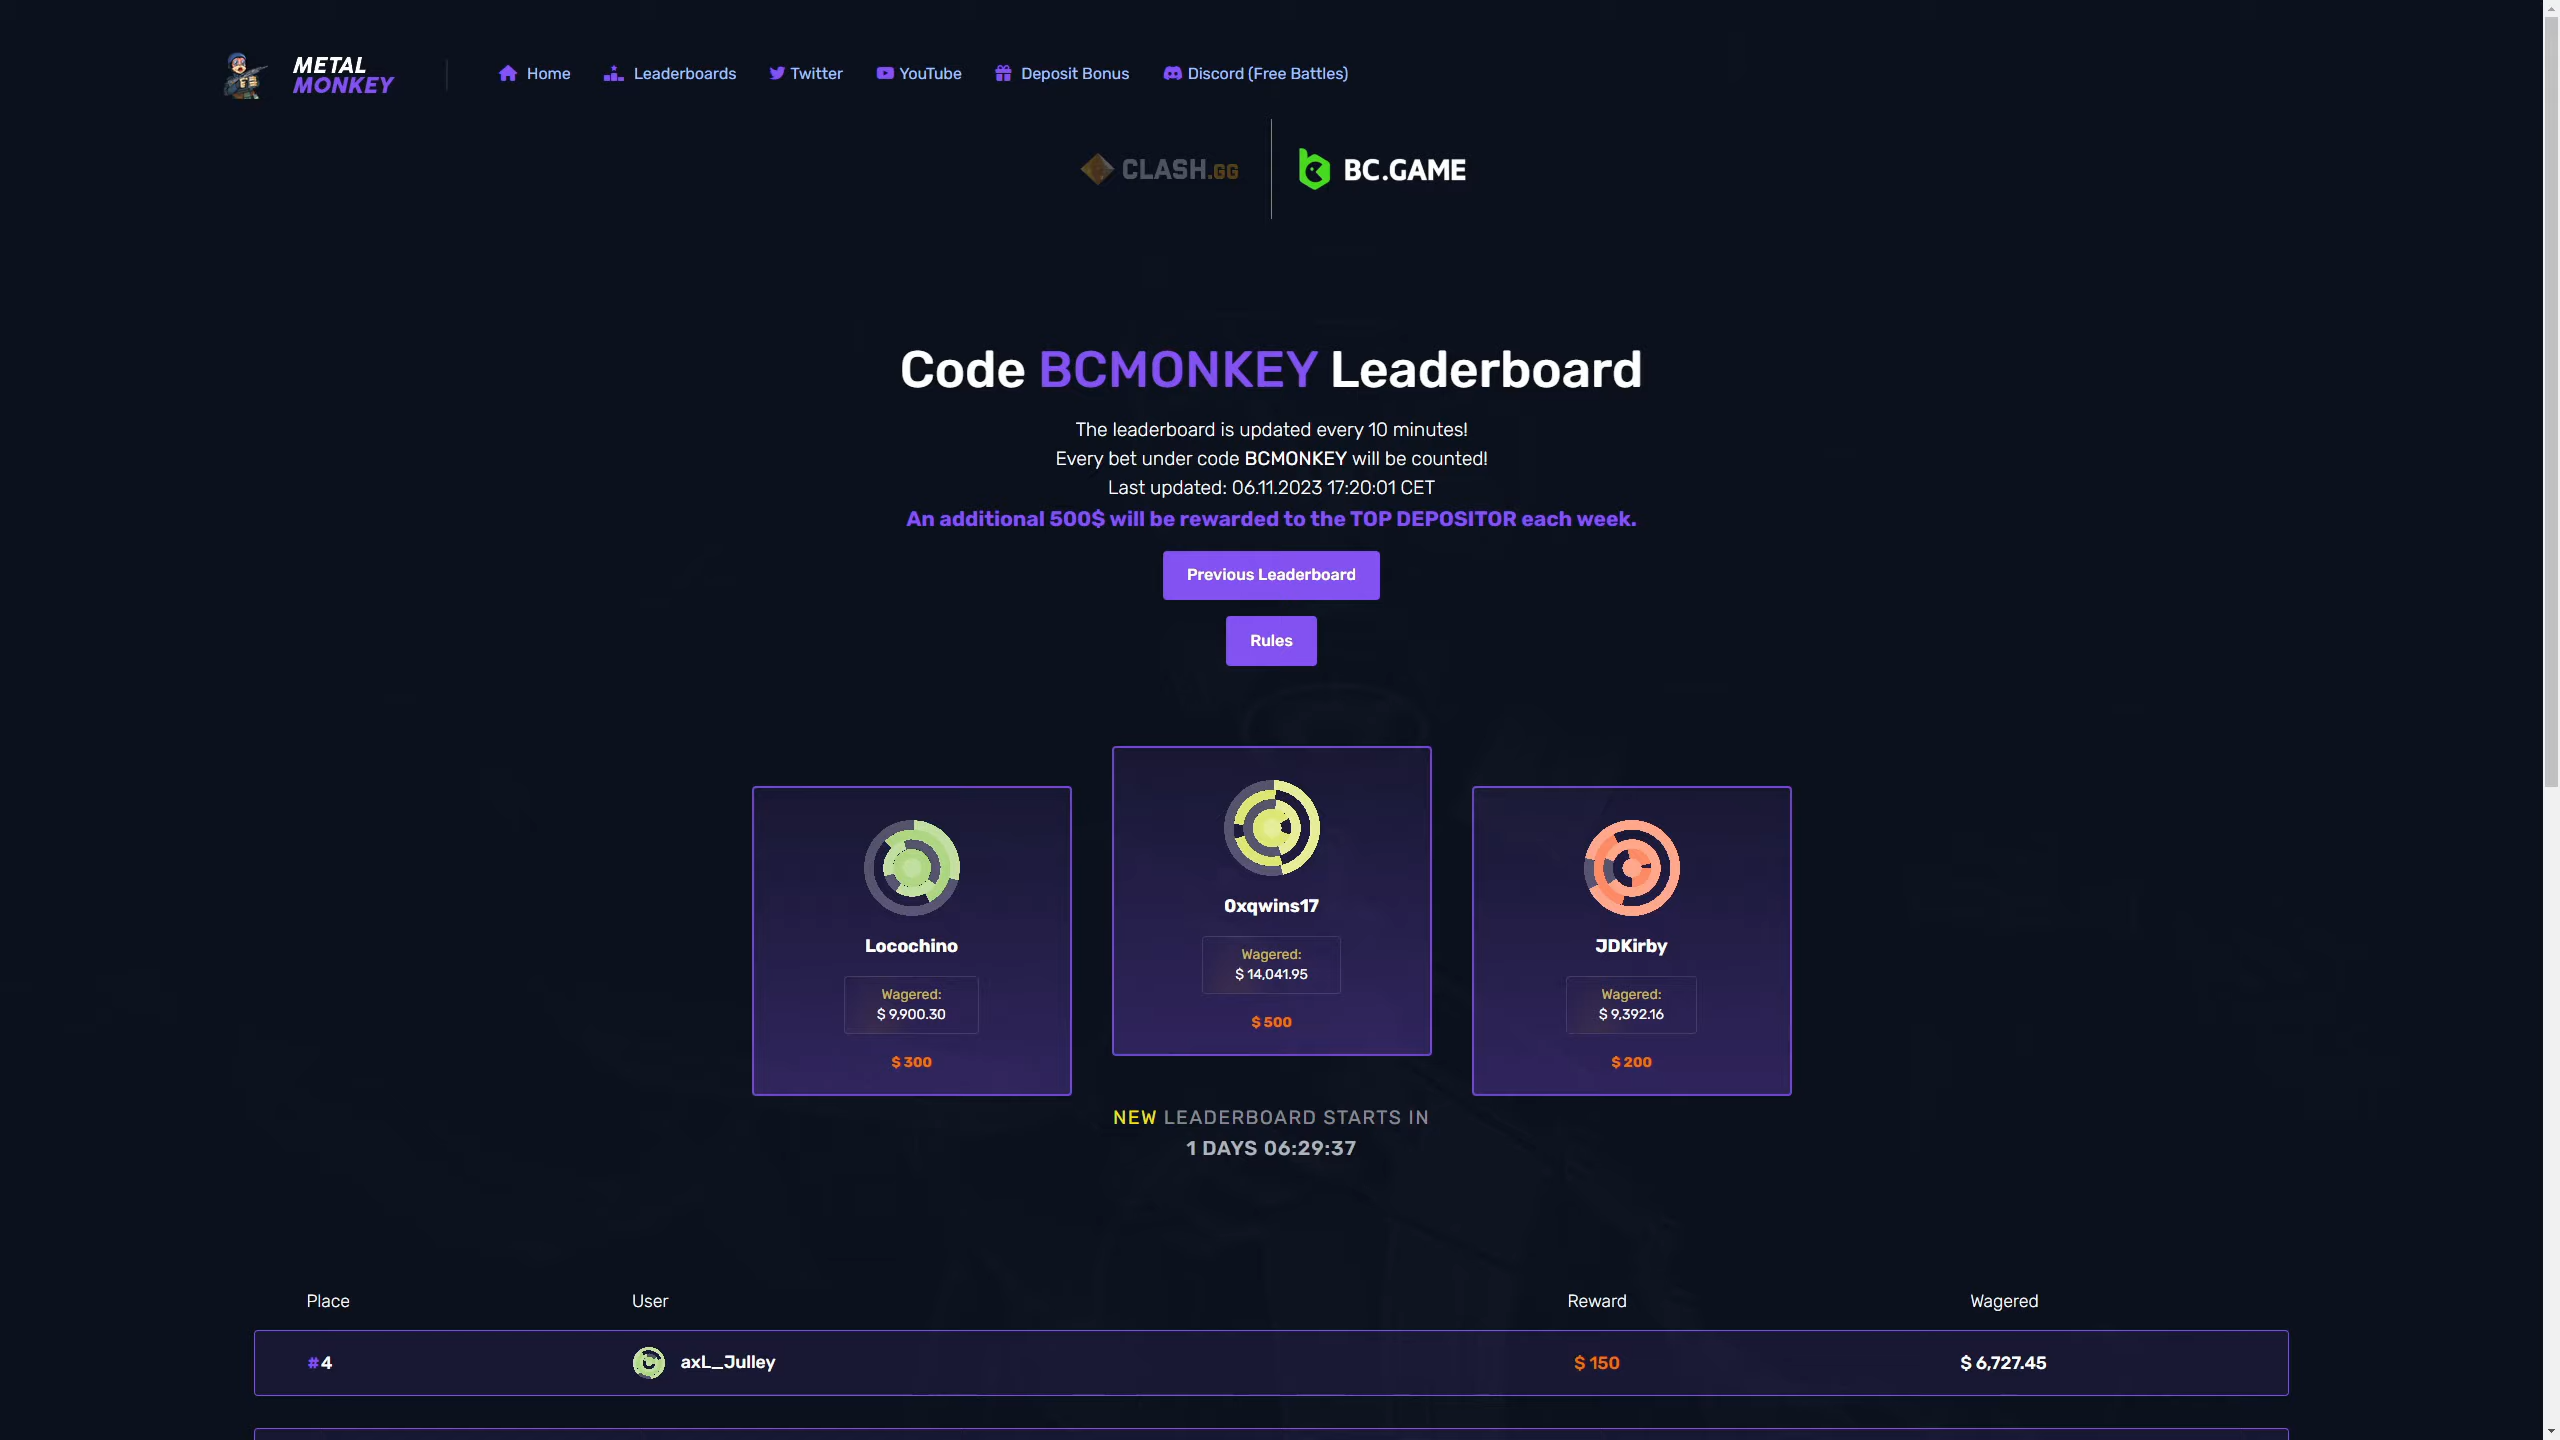 METAL
MONKEY
Home
Leaderboards
Twitter
YouTube
Deposit Bonus
Discord (Free Battles)
CLASH.GG
BC.GAME
Code BCMONKEY Leaderboard
The leaderboard is updated every 10 minutes!
Every bet under code BCMONKEY will be counted!
Last updated: 06.11.2023 17:20:01 CET
An additional 500$ will be rewarded to the TOP DEPOSITOR each week.
Previous Leaderboard
Rules
Locochino
Wagered:
$ 9,900.30
$ 300
0xqwins17
Wagered:
$ 14,041.95
$ 500
JDKirby
Wagered:
$ 9,392.16
$ 200
NEW LEADERBOARD STARTS IN
1 DAYS 06:29:37
Place User Reward Wagered
#4 axL_Julley $ 150 $ 6,727.45